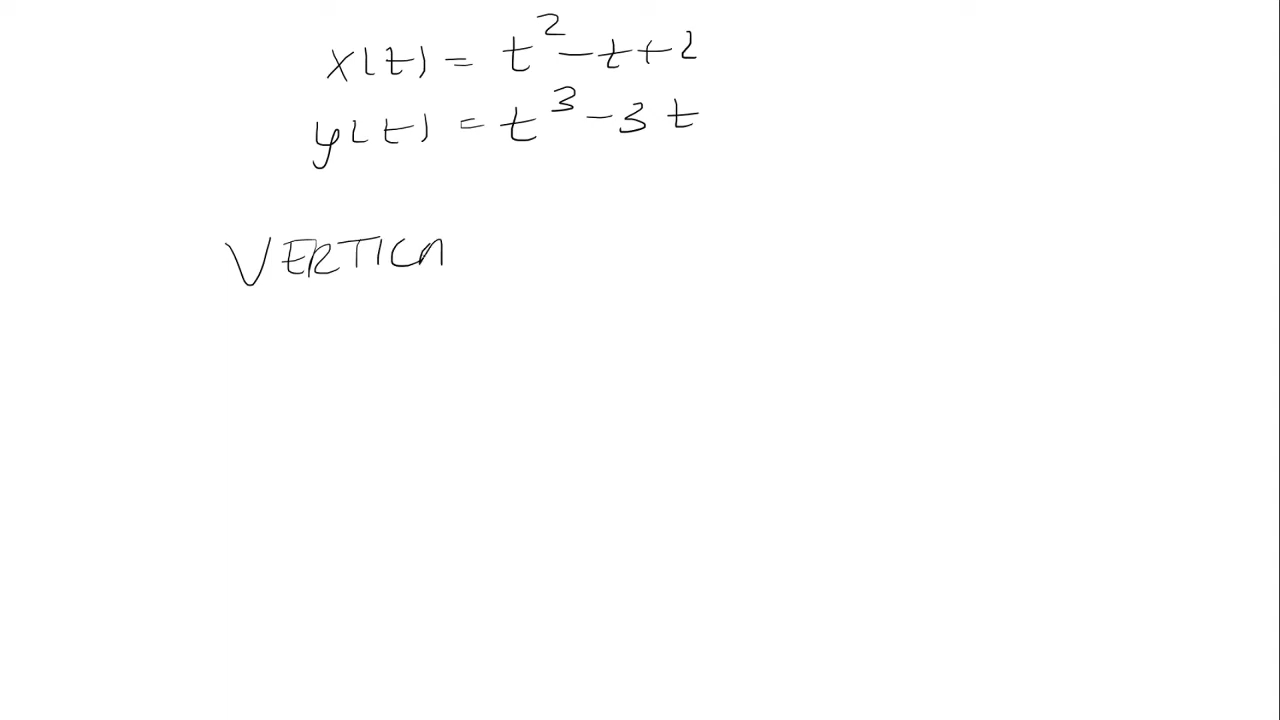 x(t) = t² - t + 2
y(t) = t³ - 3t
VERTICA